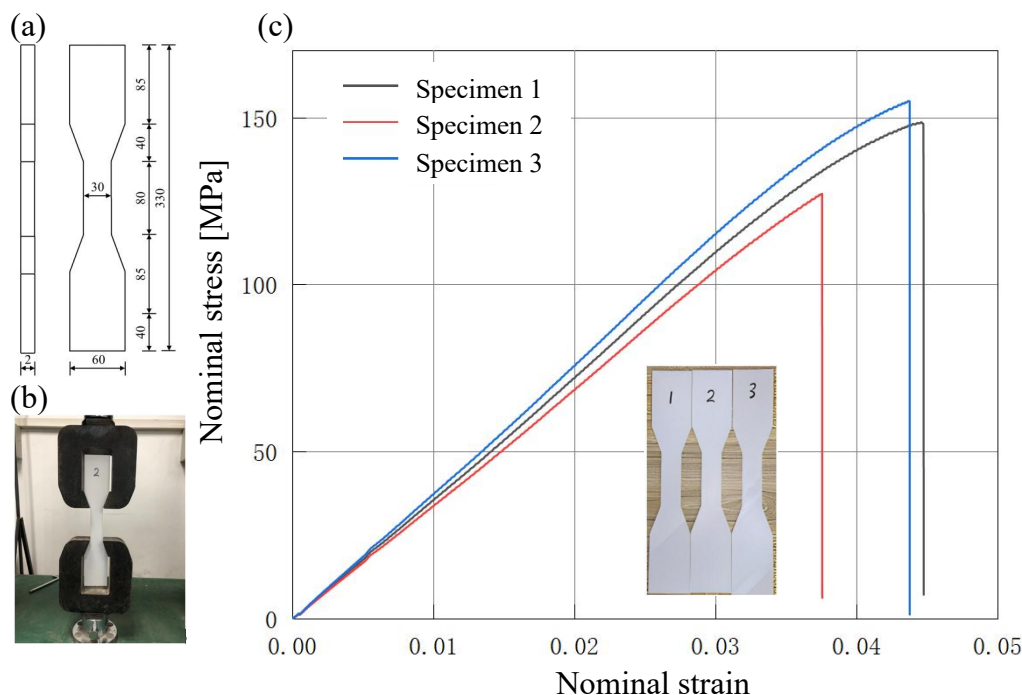 (a)
85
40
30
80
330
85
40
2
60
(b)
2
(c)
Specimen 1
Specimen 2
Specimen 3
Nominal stress [MPa]
150
100
50
0
1 2 3
0.00 0.01 0.02 0.03 0.04 0.05
Nominal strain